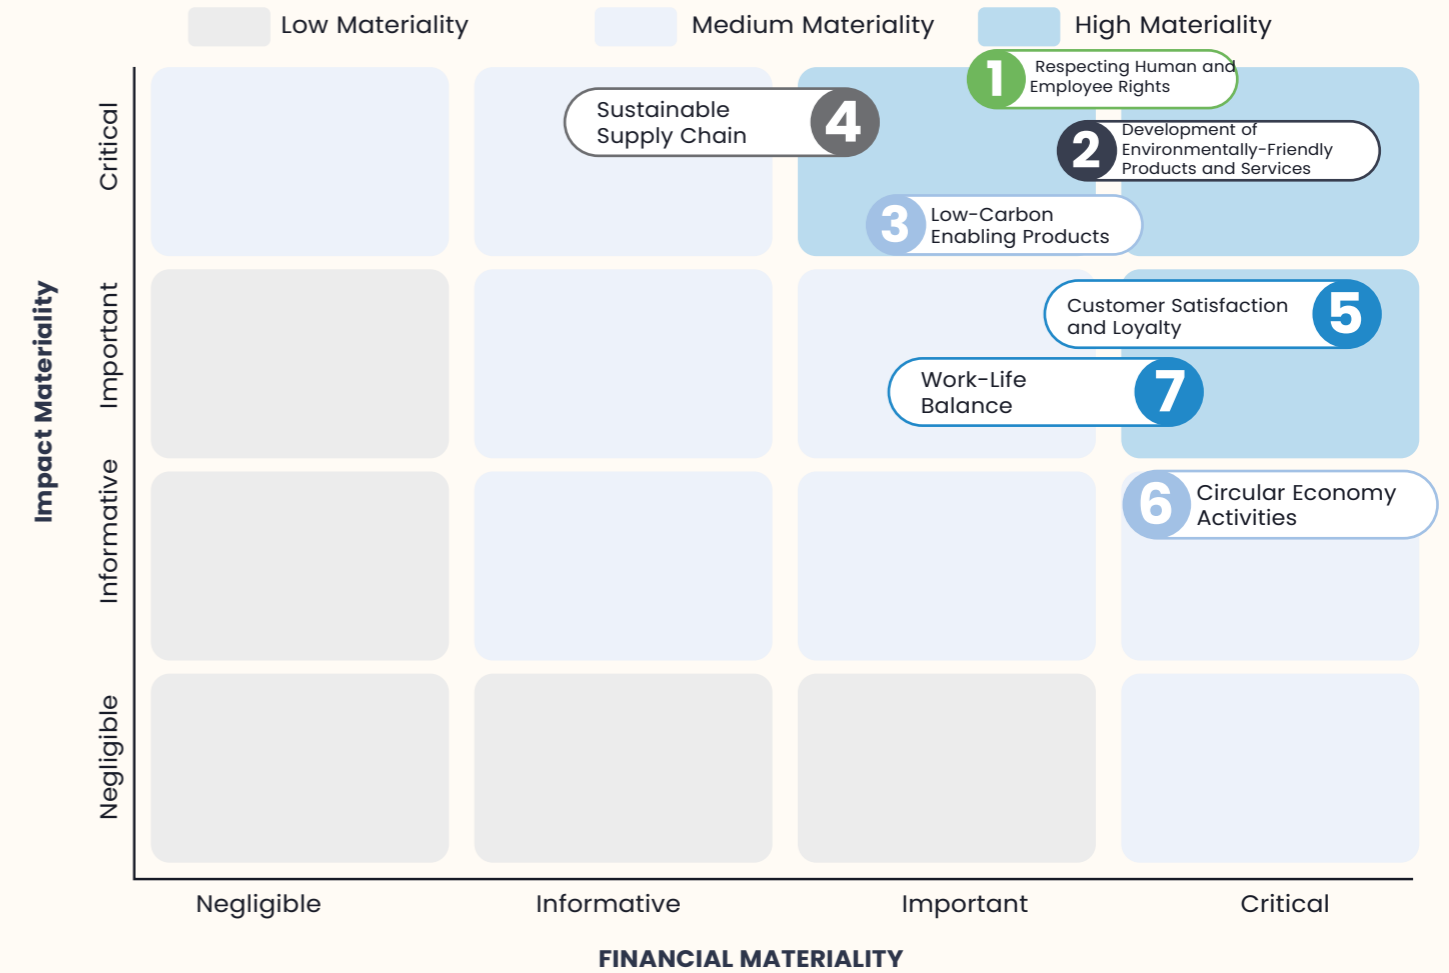 Low Materiality
Medium Materiality
High Materiality
Critical
Important
Informative
Negligible
Impact Materiality
1
Respecting Human and
Employee Rights
Sustainable
Supply Chain
4
2
Development of
Environmentally-Friendly
Products and Services
3
Low-Carbon
Enabling Products
Customer Satisfaction
and Loyalty
5
Work-Life
Balance
7
6
Circular Economy
Activities
Negligible
Informative
Important
Critical
FINANCIAL MATERIALITY